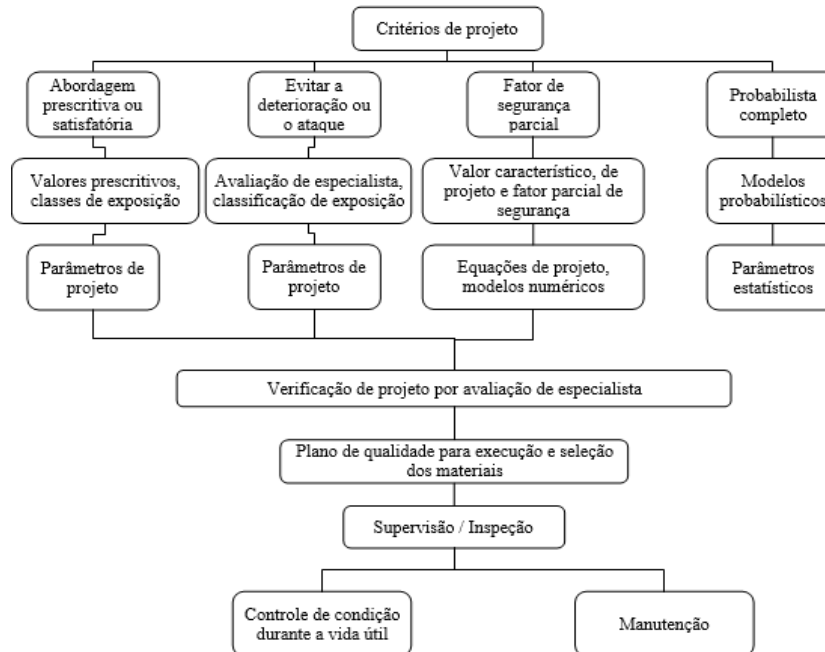 Critérios de projeto
Abordagem
prescritiva ou
satisfatória
Evitar a
deterioração ou
o ataque
Fator de
segurança
parcial
Probabilista
completo
Valores prescritivos,
classes de exposição
Avaliação de especialista,
classificação de exposição
Valor característico, de
projeto e fator parcial de
segurança
Modelos
probabilísticos
Parâmetros de
projeto
Parâmetros de
projeto
Equações de projeto,
modelos numéricos
Parâmetros
estatísticos
Verificação de projeto por avaliação de especialista
Plano de qualidade para execução e seleção
dos materiais
Supervisão / Inspeção
Controle de condição
durante a vida útil
Manutenção